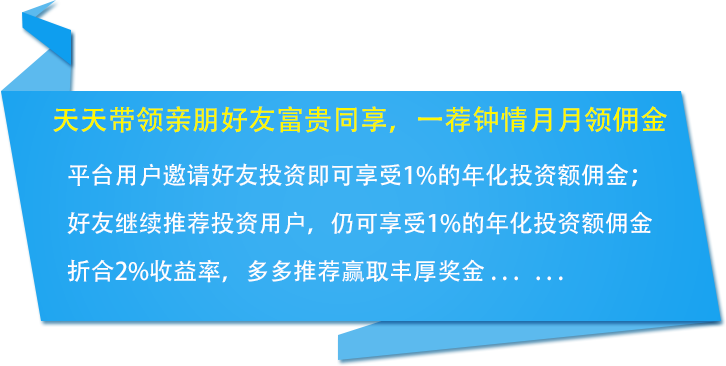 天天带领亲朋好友富贵同享，一荐钟情月月领佣金
平台用户邀请好友投资即可享受1%的年化投资额佣金；
好友继续推荐投资用户，仍可享受1%的年化投资额佣金
折合2%收益率，多多推荐赢取丰厚奖金... ...